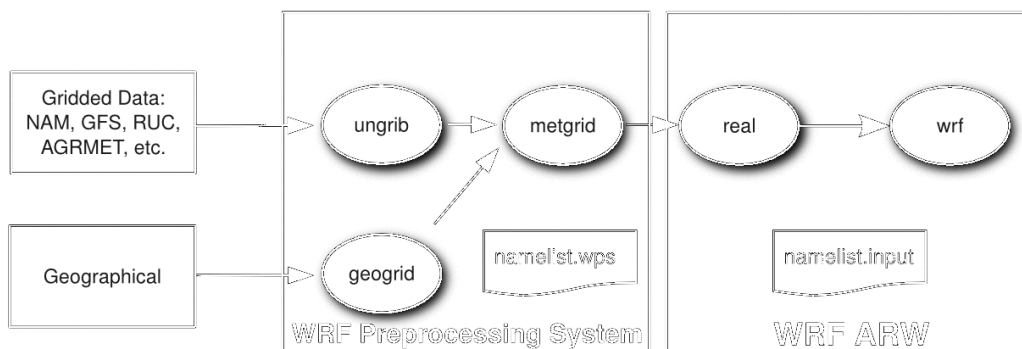 Gridded Data:
NAM, GFS, RUC,
AGRMET, etc.
ungrib
metgrid
real
wrf
Geographical
geogrid
namelist.wps
namelist.input
WRF Preprocessing System
WRF ARW